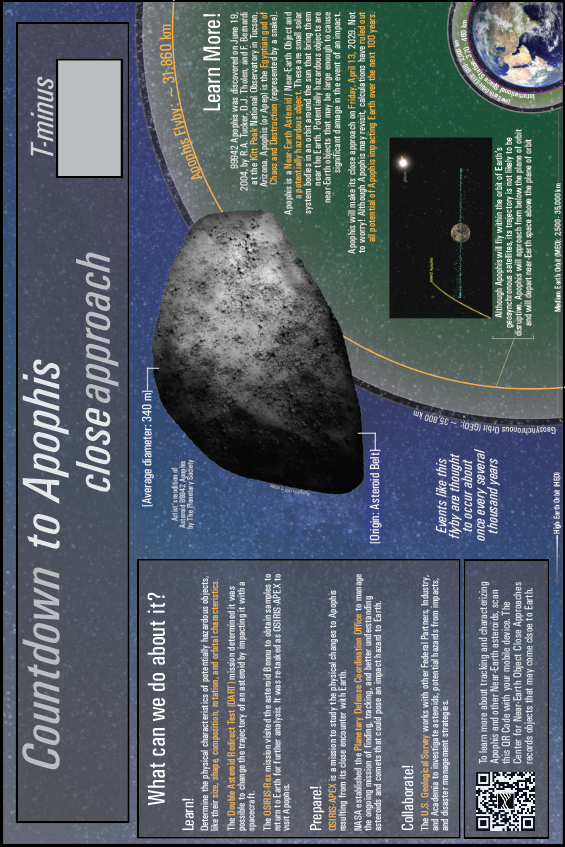 Countdown to Apophis
close approach
T-minus
What can we do about it?
Learn!
Determine the physical characteristics of potentially hazardous objects,
like their size, shape, composition, rotation, and orbital characteristics.
The Double Asteroid Redirect Test (DART) mission determined it was
possible to change the trajectory of an asteroid by impacting it with a
spacecraft.
The OSIRIS-Rex mission visited the asteroid Bennu to obtain samples to
return to Earth for further analysis. It was retasked as OSIRIS-APEX to
visit Apophis.
Prepare!
OSIRIS-APEX is a mission to study the physical changes to Apophis
resulting from its close encounter with Earth.
NASA established the Planetary Defense Coordination Office to manage
the ongoing mission of finding, tracking, and better understanding
asteroids and comets that could pose an impact hazard to Earth.
Collaborate!
The U.S. Geological Survey works with other Federal Partners, Industry,
and Academia to investigate asteroids, potential hazards from impacts,
and disaster management strategies.
To learn more about tracking and characterizing
Apophis and other Near-Earth asteroids, scan
this QR Code with your mobile device. The
Center for Near-Earth Object Close Approaches
records objects that may come close to Earth.
[Average diameter: 340 m]
Artist's rendition of
Asteroid 99942 Apophis
by The Planetary Society
[Origin: Asteroid Belt]
Events like this
flyby are thought
to occur about
once every several
thousand years
High Earth Orbit (HEO)
Geosynchronous Orbit (GEO): ~ 35,800 km
Apophis Flyby: ~ 31,860 km
Learn More!
99942 Apophis was discovered on June 19,
2004, by R.A. Tucker, D.J. Tholen, and F. Bernardi
at the Kitt Peak National Observatory in Tucson,
Arizona. Apophis (or Apep) is the Egyptian god of
Chaos and Destruction (represented by a snake).
Apophis is a Near-Earth Asteroid / Near-Earth Object and
a potentially hazardous object. These are small solar
system bodies in an orbit around the sun that bring them
near the Earth. Potentially hazardous objects are
near-Earth objects that may be large enough to cause
significant damage in the event of an impact.
Apophis will make its close approach on Friday, April 13, 2029. Not
to worry! Although Apophis may revisit, calculations have ruled out
all potential of Apophis impacting Earth over the next 100 years.
Although Apophis will fly within the orbit of Earth's
geosynchronous satellites, its trajectory is not likely to be
disruptive. Apophis will approach from below the plane of orbit
and will depart near-Earth space above the plane of orbit
Medium Earth Orbit (MEO): 2,500 - 35,000 km